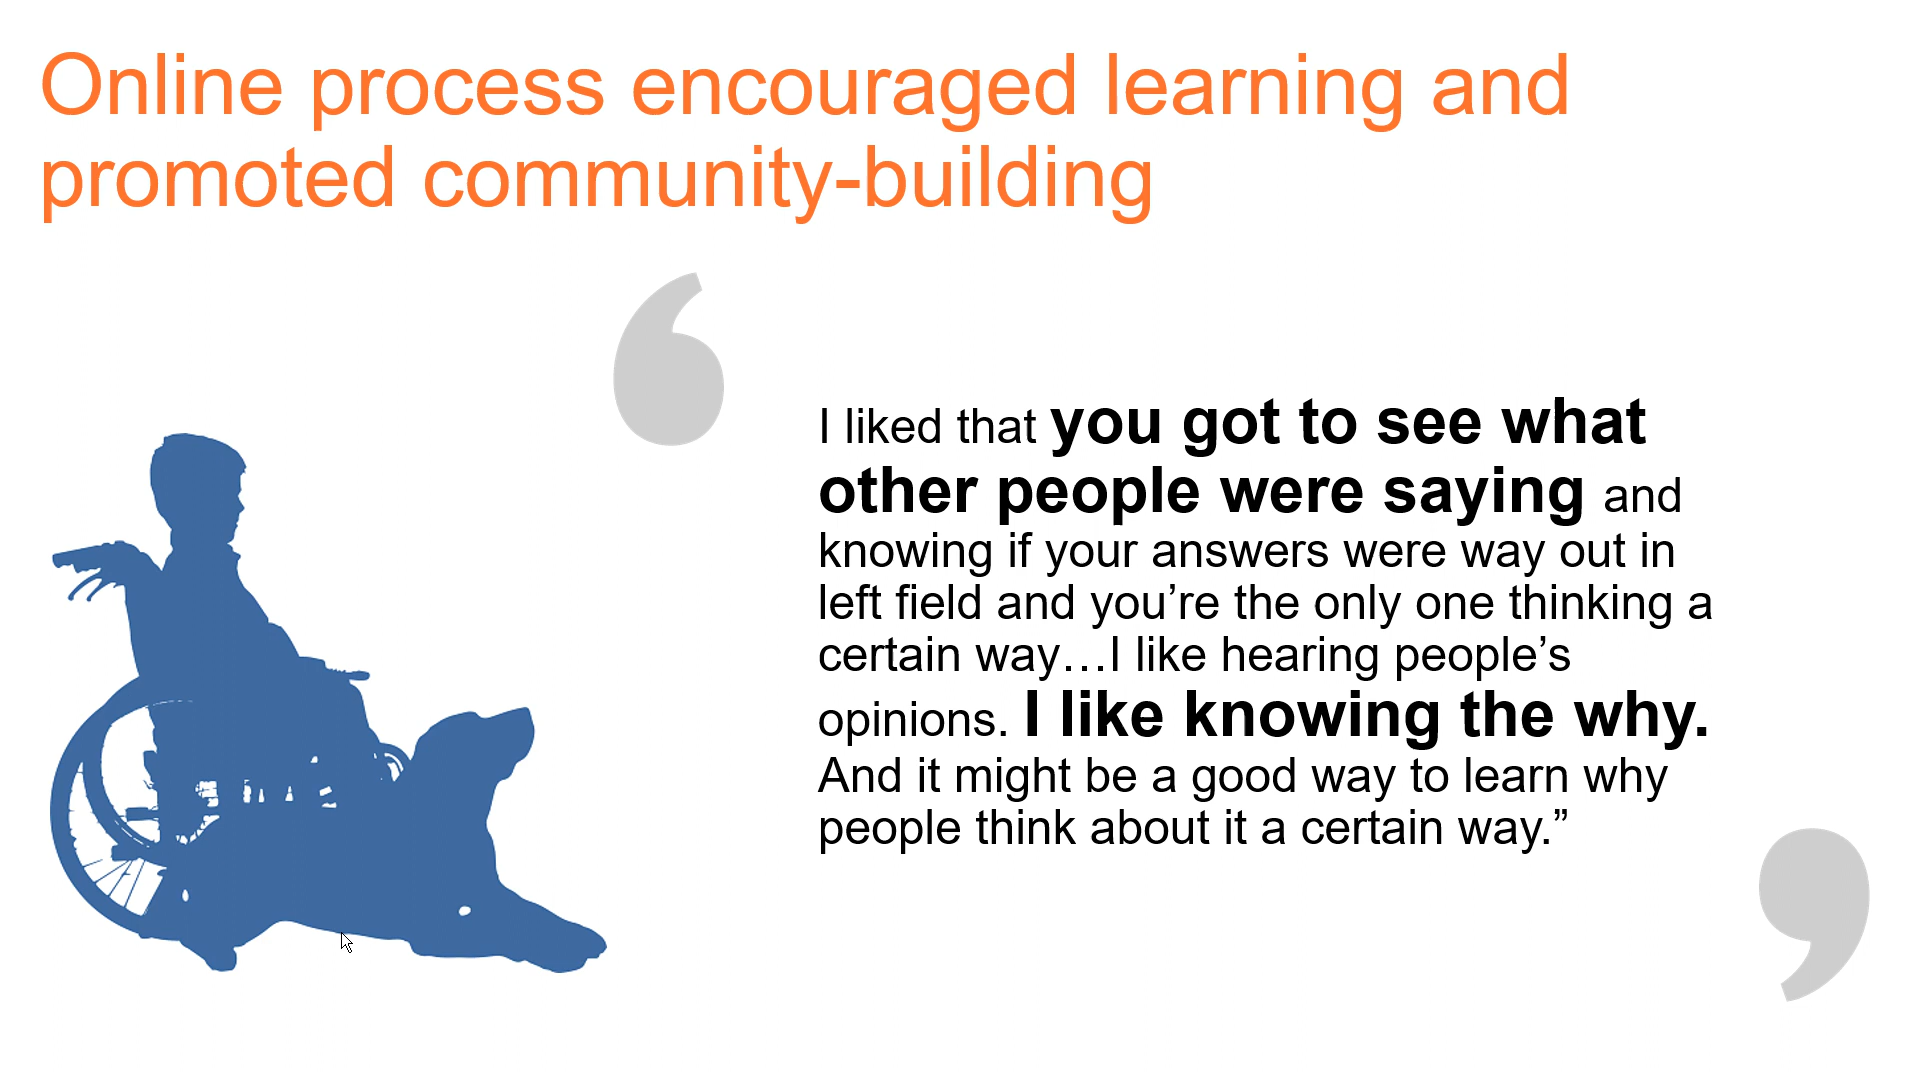 Online process encouraged learning and
promoted community-building
‘
I liked that you got to see what
other people were saying and
knowing if your answers were way out in
left field and you’re the only one thinking a
certain way…I like hearing people’s
opinions. I like knowing the why.
And it might be a good way to learn why
people think about it a certain way.”
’